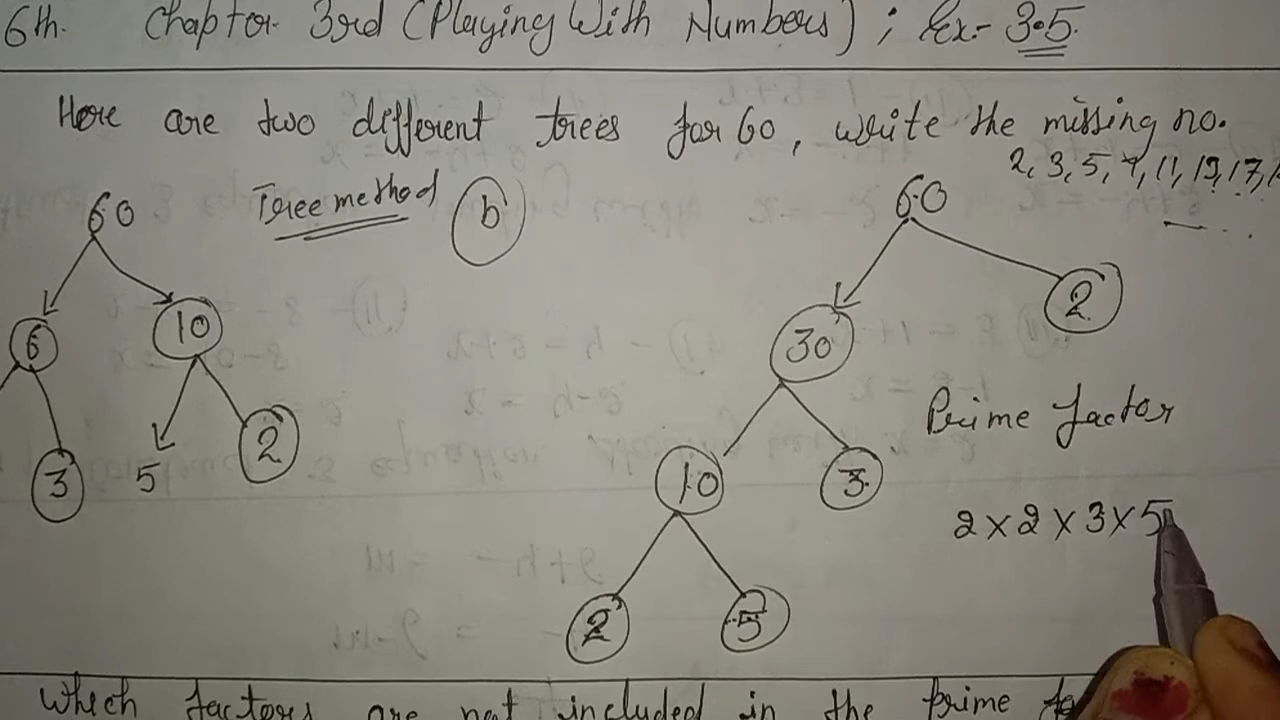 6th. Chapter 3rd (Playing With Numbers) ; Ex- 3.5
Here are two different trees for 60, write the missing no.
2, 3, 5, 7, 11, 13, 17,
60 Tree method b 60
2
6 10 30
Prime factor
3 5 2 10 3
2 x 2 x 3 x 5
2 5
Which factors are not included in the prime